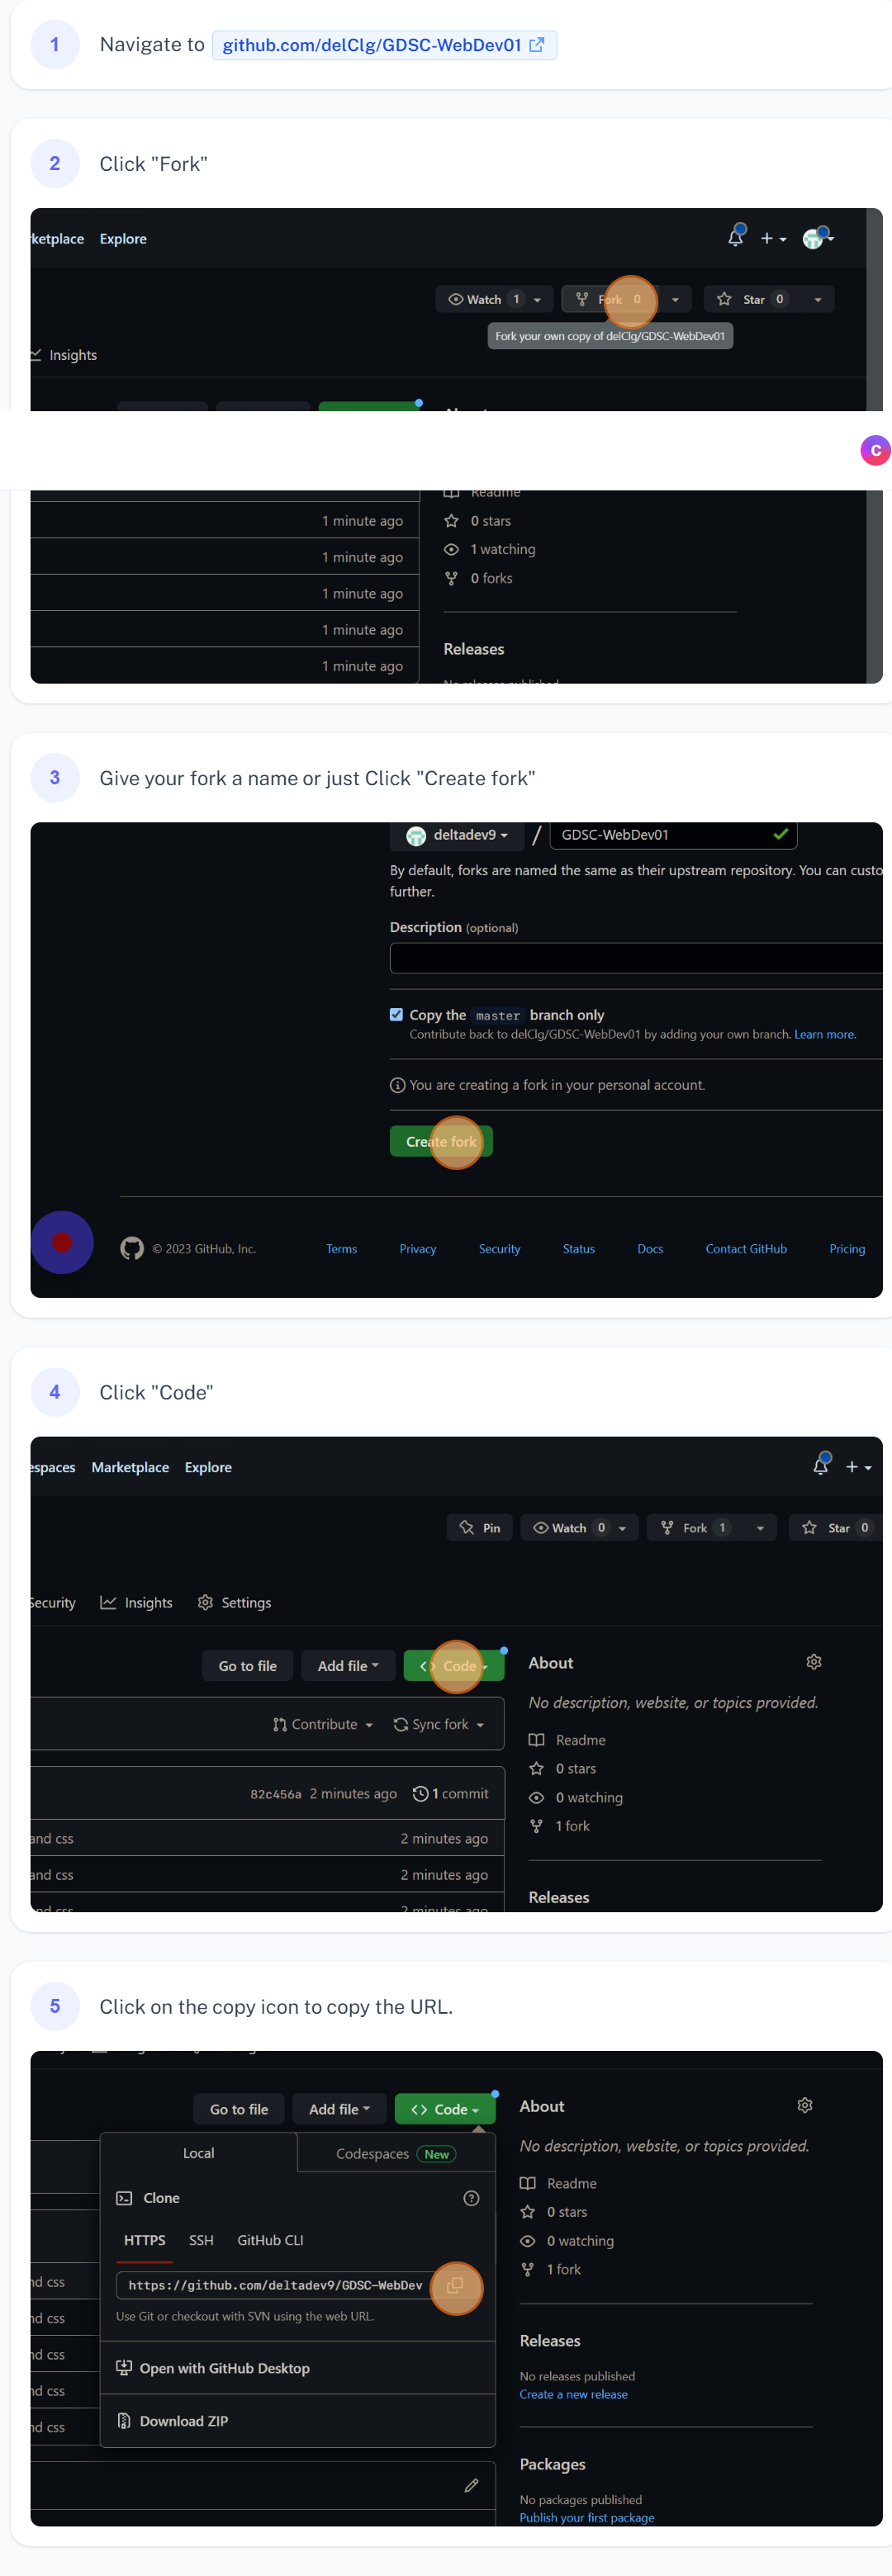 1 Navigate to github.com/delClg/GDSC-WebDev01
2 Click "Fork"
Explore
Watch 1 Fork 0 Star 0
Fork your own copy of delClg/GDSC-WebDev01
Insights
C
Readme
1 minute ago 0 stars
1 minute ago 1 watching
1 minute ago 0 forks
1 minute ago Releases
1 minute ago
3 Give your fork a name or just Click "Create fork"
deltadev9 / GDSC-WebDev01
By default, forks are named the same as their upstream repository. You can custo
further.
Description (optional)
Copy the master branch only
Contribute back to delClg/GDSC-WebDev01 by adding your own branch. Learn more.
You are creating a fork in your personal account.
Create fork
© 2023 GitHub, Inc. Terms Privacy Security Status Docs Contact GitHub Pricing
4 Click "Code"
espaces Marketplace Explore
Pin Watch 0 Fork 1 Star 0
Security Insights Settings
Go to file Add file <> Code About
No description, website, or topics provided.
Contribute Sync fork Readme
0 stars
82c456a 2 minutes ago 1 commit 0 watching
and css 2 minutes ago 1 fork
and css 2 minutes ago
2 minutes ago Releases
5 Click on the copy icon to copy the URL.
Go to file Add file <> Code About
Local Codespaces New No description, website, or topics provided.
Clone Readme
HTTPS SSH GitHub CLI 0 stars
0 watching
https://github.com/deltadev9/GDSC-WebDev 1 fork
nd css
Use Git or checkout with SVN using the web URL.
nd css Releases
nd css Open with GitHub Desktop No releases published
nd css Create a new release
nd css Download ZIP
Packages
No packages published
Publish your first package